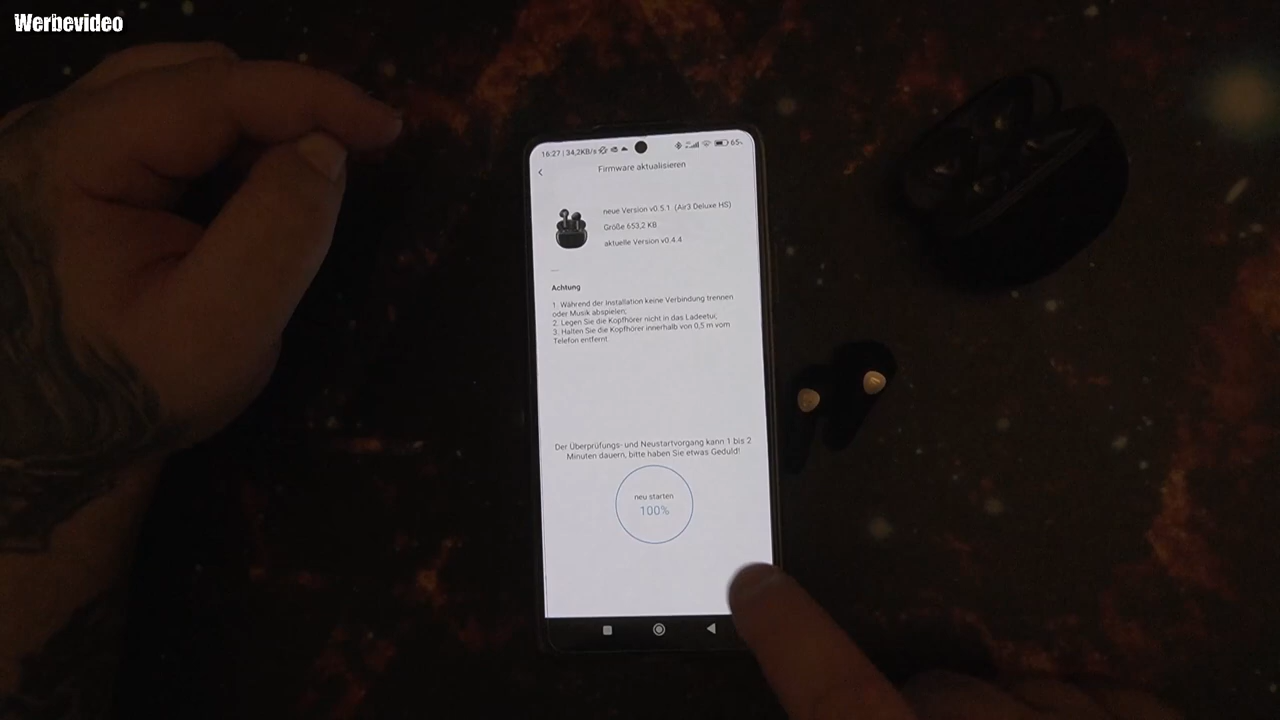 Werbevideo
16:27 | 34,2KB/s
65
Firmware aktualisieren
neue Version v0.5.1 (Air3 Deluxe HS)
Größe 653,2 KB
aktuelle Version v0.4.4
Achtung
1. Während der Installation keine Verbindung trennen
oder Musik abspielen;
2. Legen Sie die Kopfhörer nicht in das Ladeetui;
3. Halten Sie die Kopfhörer innerhalb von 0,5 m vom
Telefon entfernt.
Der Überprüfungs- und Neustartvorgang kann 1 bis 2
Minuten dauern, bitte haben Sie etwas Geduld!
neu starten
100%